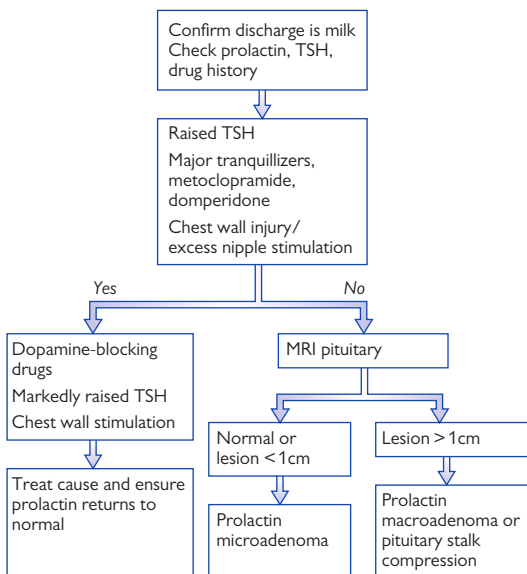 Confirm discharge is milk
Check prolactin, TSH,
drug history
Raised TSH
Major tranquillizers,
metoclopramide,
domperidone
Chest wall injury/
excess nipple stimulation
Yes
No
Dopamine-blocking
drugs
Markedly raised TSH
Chest wall stimulation
MRI pituitary
Normal or
lesion <1cm
Lesion >1cm
Treat cause and ensure
prolactin returns to
normal
Prolactin
microadenoma
Prolactin
macroadenoma or
pituitary stalk
compression